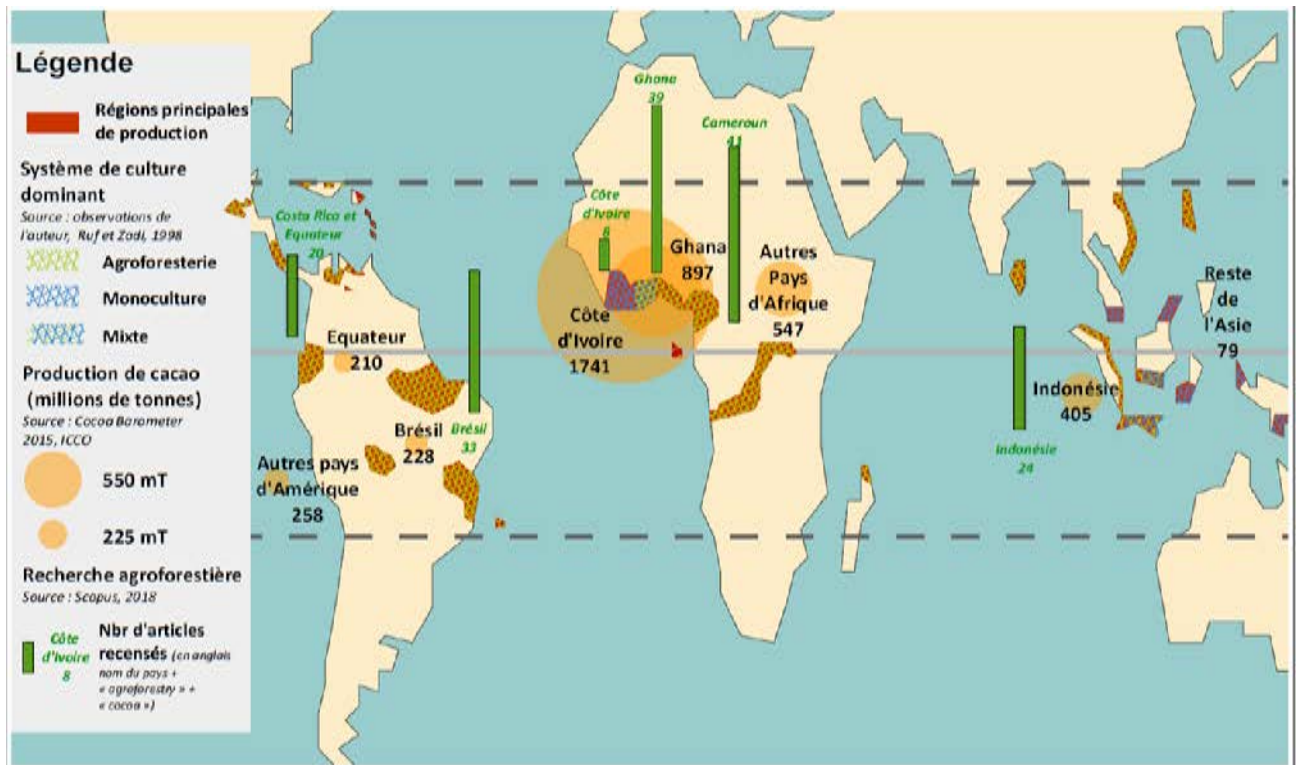 Légende
Régions principales
de production
Système de culture
dominant
Source : observations de
l'auteur, Ruf et Zadi, 1998
Agroforesterie
Monoculture
Mixte
Production de cacao
(millions de tonnes)
Source : Cocoa Barometer
2015, ICCO
550 mT
225 mT
Recherche agroforestière
Source : Scopus, 2018
Côte
d'Ivoire
8
Nbr d'articles
recensés (en anglais
nom du pays +
« agroforestry » +
« cocoa »)
Costa Rica et
Equateur
20
Equateur
210
Brésil
228
Brésil
33
Autres pays
d'Amérique
258
Ghana
39
Cameroun
41
Côte
d'Ivoire
8
Ghana
897
Côte
d'Ivoire
1741
Autres
Pays
d'Afrique
547
Indonésie
405
Indonésie
24
Reste
de
l'Asie
79